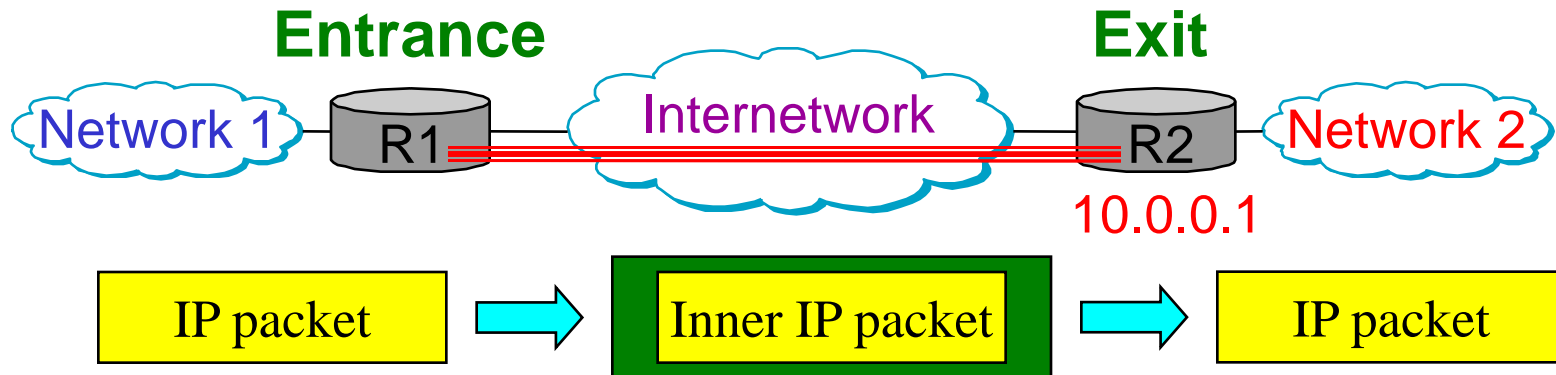 Entrance
Exit
Network 1
R1
Internetwork
R2
Network 2
10.0.0.1
IP packet
Inner IP packet
IP packet